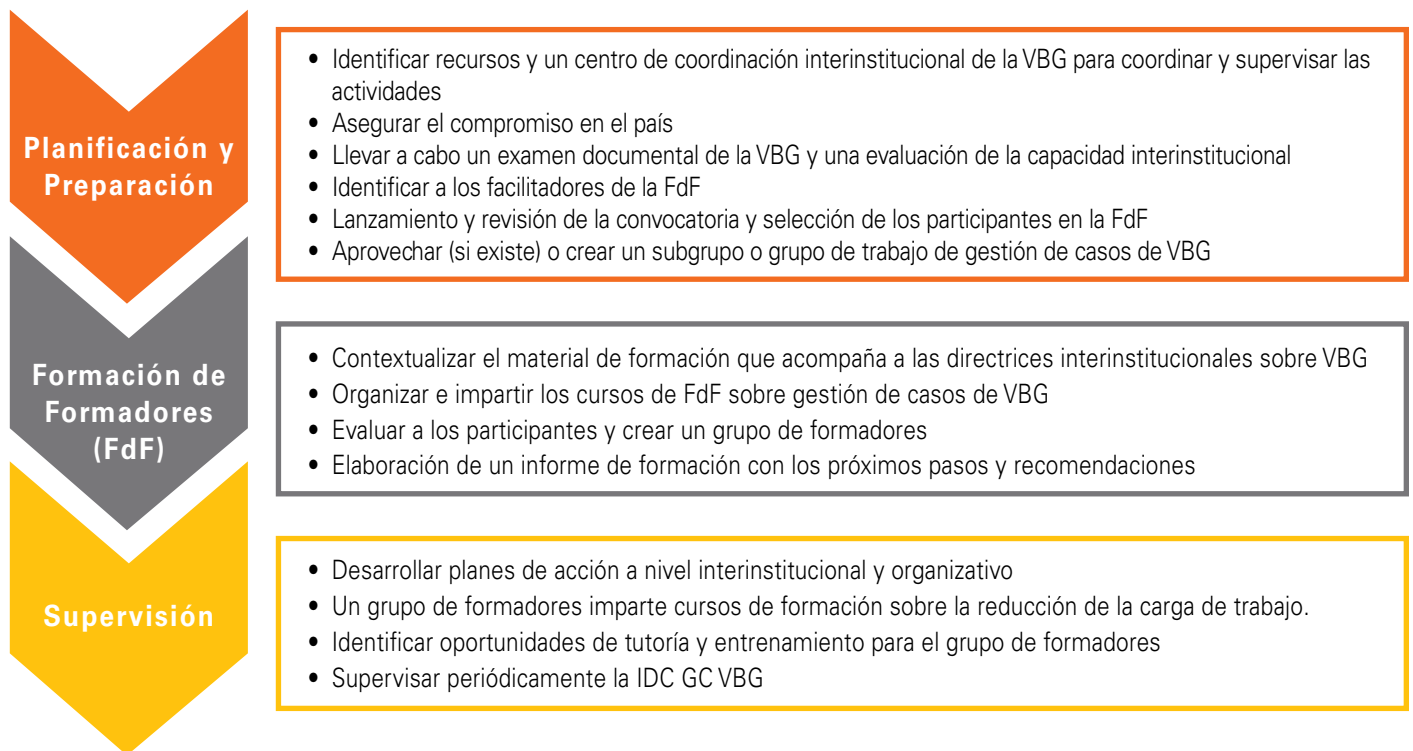 Planificación y
Preparación
• Identificar recursos y un centro de coordinación interinstitucional de la VBG para coordinar y supervisar las
actividades
• Asegurar el compromiso en el país
• Llevar a cabo un examen documental de la VBG y una evaluación de la capacidad interinstitucional
• Identificar a los facilitadores de la FdF
• Lanzamiento y revisión de la convocatoria y selección de los participantes en la FdF
• Aprovechar (si existe) o crear un subgrupo o grupo de trabajo de gestión de casos de VBG
Formación de
Formadores
(FdF)
• Contextualizar el material de formación que acompaña a las directrices interinstitucionales sobre VBG
• Organizar e impartir los cursos de FdF sobre gestión de casos de VBG
• Evaluar a los participantes y crear un grupo de formadores
• Elaboración de un informe de formación con los próximos pasos y recomendaciones
Supervisión
• Desarrollar planes de acción a nivel interinstitucional y organizativo
• Un grupo de formadores imparte cursos de formación sobre la reducción de la carga de trabajo.
• Identificar oportunidades de tutoría y entrenamiento para el grupo de formadores
• Supervisar periódicamente la IDC GC VBG